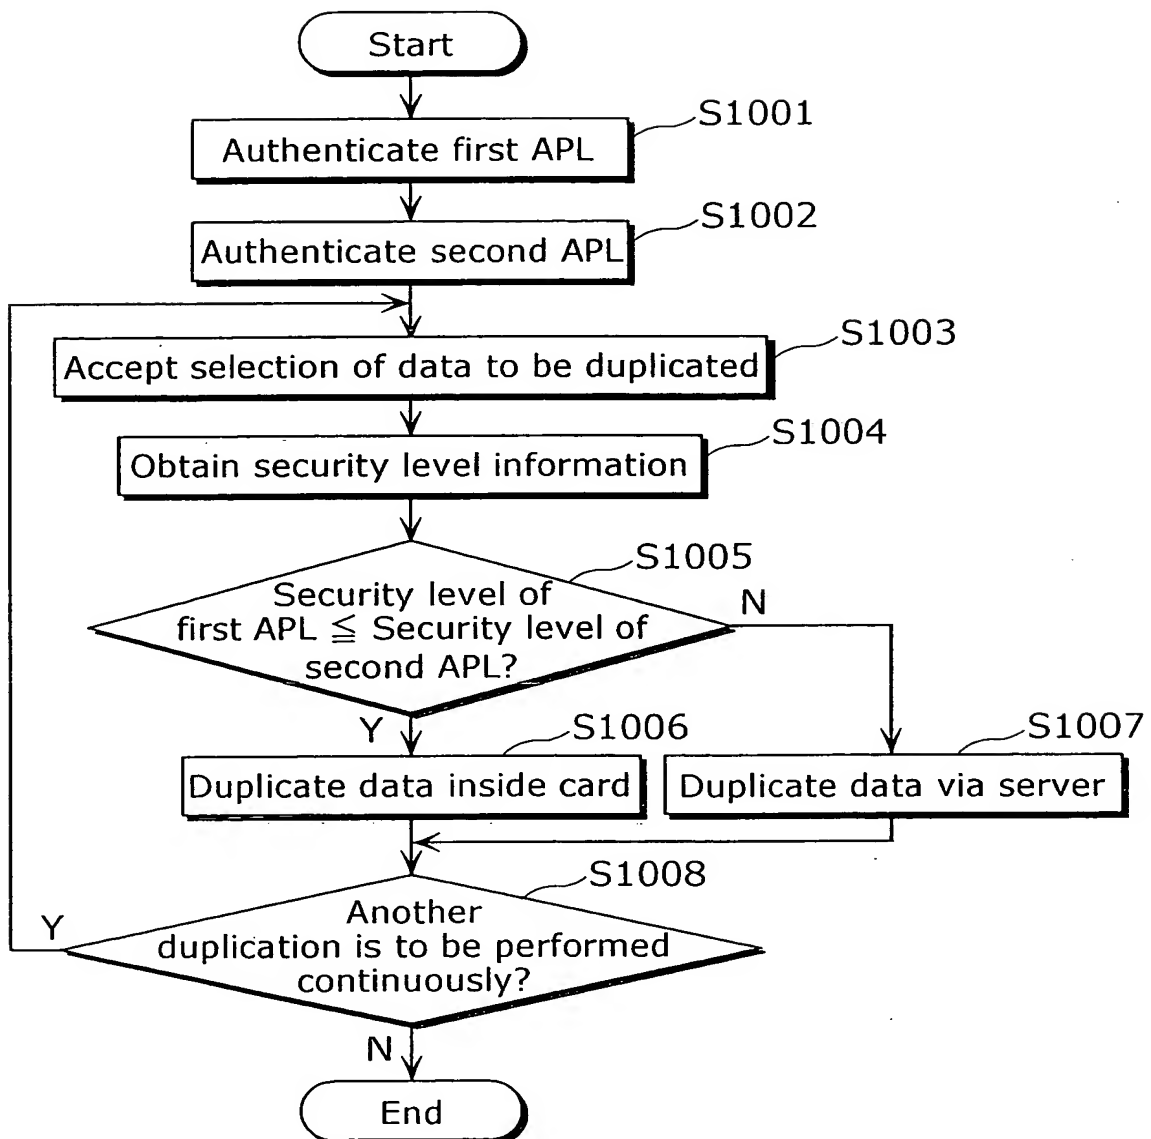 Start
S1001
Authenticate first APL
S1002
Authenticate second APL
S1003
Accept selection of data to be duplicated
S1004
Obtain security level information
S1005
Security level of
first APL ≦ Security level of
second APL?
N
Y
S1006
S1007
Duplicate data inside card
Duplicate data via server
S1008
Y
Another
duplication is to be performed
continuously?
N
End